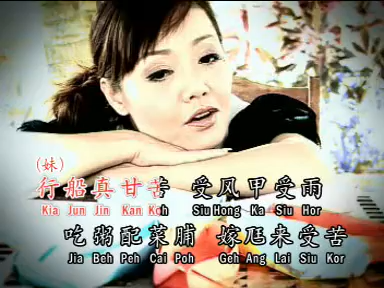 (妹)
行船真甘苦 受风甲受雨
Kia Jun Jin Kan Koh Siu Hong Ka Siu Hor
吃粥配菜脯 嫁尪来受苦
Jia Beh Peh Cai Poh Geh Ang Lai Siu Kor